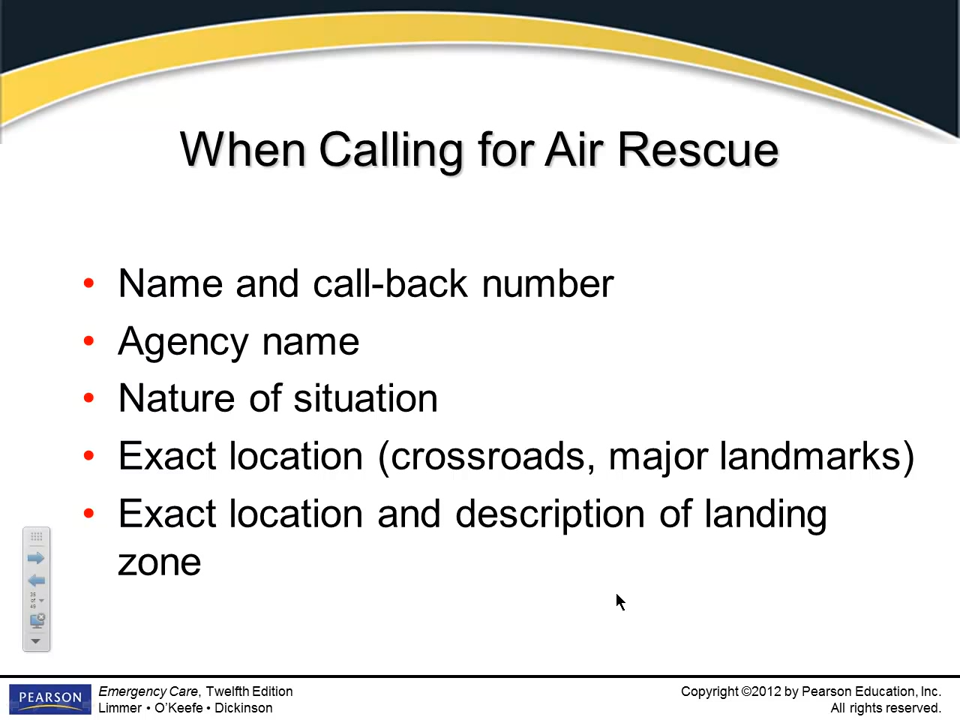 When Calling for Air Rescue
• Name and call-back number
• Agency name
• Nature of situation
• Exact location (crossroads, major landmarks)
• Exact location and description of landing
zone
PEARSON
Emergency Care, Twelfth Edition
Limmer • O'Keefe • Dickinson
Copyright ©2012 by Pearson Education, Inc.
All rights reserved.